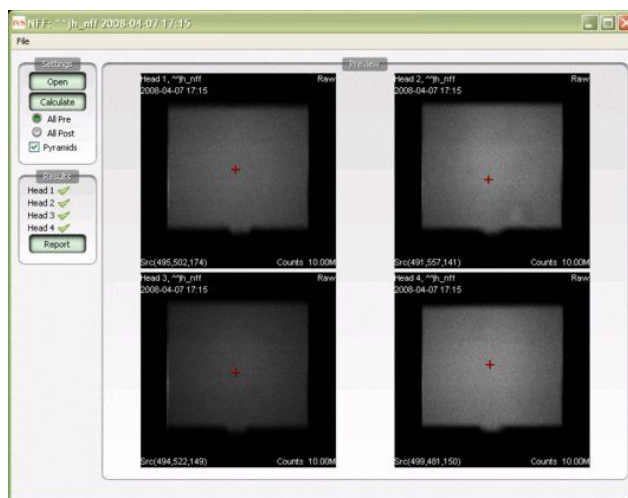 IVS NFF: ^^jh_nff 2008-04-07 17:15
File
Settings
Open
Calculate
All Pre
All Post
Pyramids
Results
Head 1
Head 2
Head 3
Head 4
Report
Preview
Head 1, ^^jh_nff Raw
2008-04-07 17:15
Src(495,502,174) Counts 10.00M
Head 2, ^^jh_nff Raw
2008-04-07 17:15
Src(491,557,141) Counts 10.00M
Head 3, ^^jh_nff Raw
2008-04-07 17:15
Src(494,522,149) Counts 10.00M
Head 4, ^^jh_nff Raw
2008-04-07 17:15
Src(499,481,150) Counts 10.00M